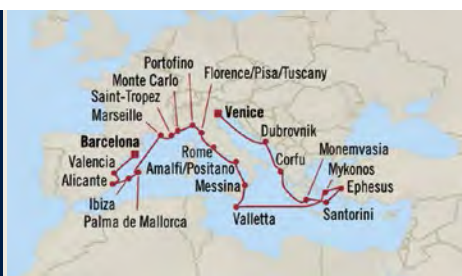 Portofino
Monte Carlo
Florence/Pisa/Tuscany
Saint-Tropez
Marseille
Venice
Barcelona
Dubrovnik
Valencia
Rome
Corfu
Monemvasia
Alicante
Amalfi/Positano
Mykonos
Messina
Ephesus
Ibiza
Palma de Mallorca
Valletta
Santorini